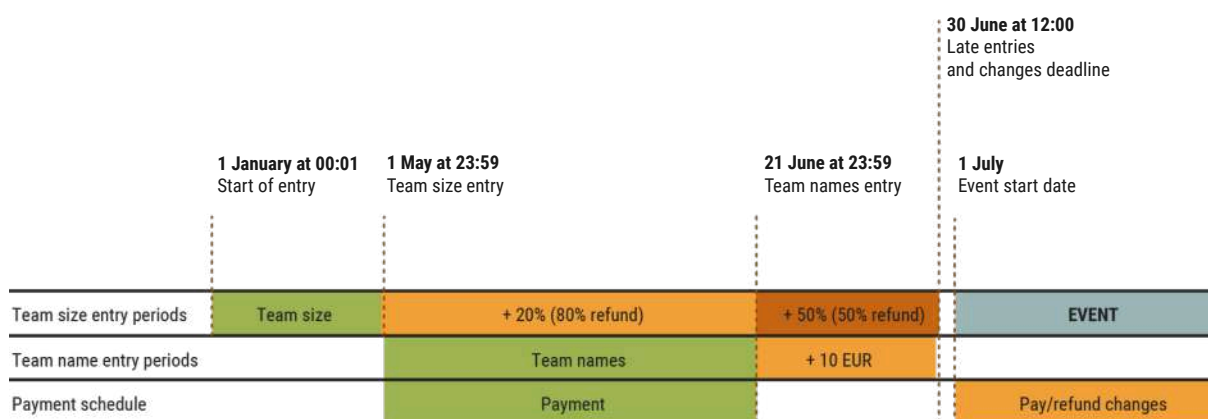 30 June at 12:00
Late entries
and changes deadline
1 January at 00:01
Start of entry
1 May at 23:59
Team size entry
21 June at 23:59
Team names entry
1 July
Event start date
Team size entry periods
Team size
+ 20% (80% refund)
+ 50% (50% refund)
EVENT
Team name entry periods
Team names
+ 10 EUR
Payment schedule
Payment
Pay/refund changes